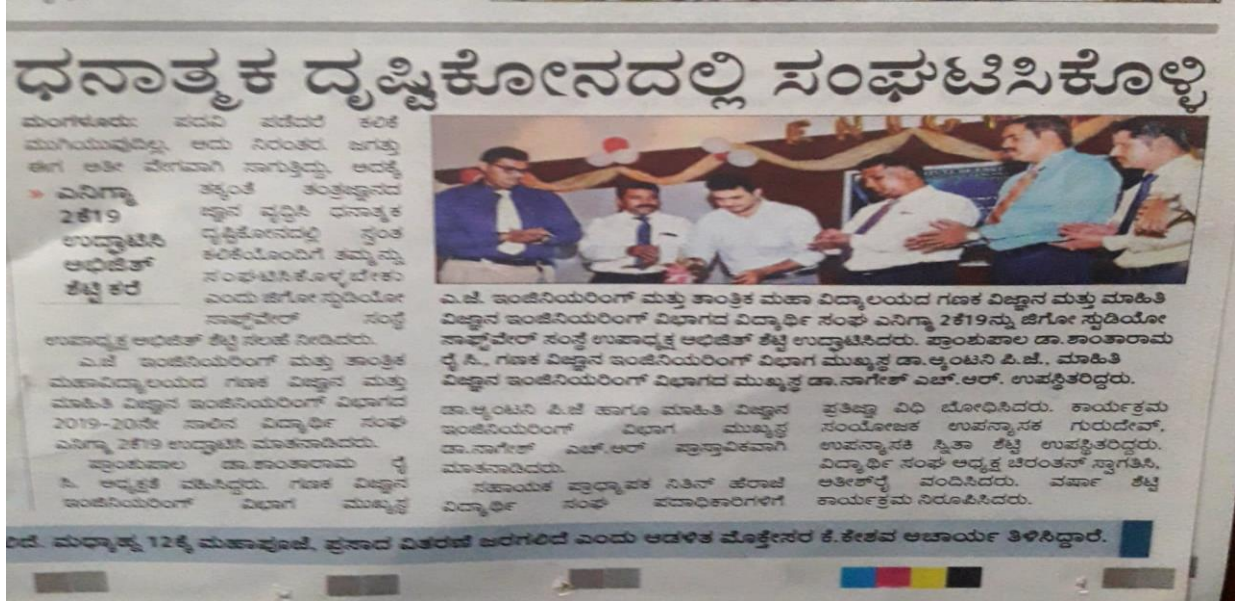 ಧನಾತ್ಮಕ ದೃಷ್ಟಿಕೋನದಲ್ಲಿ ಸಂಘಟಿಸಿಕೊಳ್ಳಿ
ಮಂಗಳೂರು: ಪದವಿ ಪಡೆದರೆ ಕಲಿಕೆ
ಮುಗಿಯುವುದಿಲ್ಲ. ಅದು ನಿರಂತರ. ಜಗತ್ತು
ಈಗ ಅತೀ ವೇಗವಾಗಿ ಸಾಗುತ್ತಿದ್ದು, ಅದಕ್ಕೆ
» ಎನಿಗ್ಮಾ
2ಕೆ19
ಉದ್ಘಾಟಿಸಿ
ಅಭಿಜಿತ್
ಶೆಟ್ಟಿ ಕರೆ
ತಕ್ಕಂತೆ ತಂತ್ರಜ್ಞಾನದ
ಜ್ಞಾನ ವೃದ್ಧಿಸಿ ಧನಾತ್ಮಕ
ದೃಷ್ಟಿಕೋನದಲ್ಲಿ ಸ್ವಂತ
ಕಲಿಕೆಯೊಂದಿಗೆ ತಮ್ಮನ್ನು
ಸಂಘಟಿಸಿಕೊಳ್ಳಬೇಕು
ಎಂದು ಜಿಗೋ ಸ್ಟುಡಿಯೋ
ಸಾಫ್ಟ್‌ವೇರ್ ಸಂಸ್ಥೆ
ಉಪಾಧ್ಯಕ್ಷ ಅಭಿಜಿತ್ ಶೆಟ್ಟಿ ಸಲಹೆ ನೀಡಿದರು.
ಎ.ಜೆ ಇಂಜಿನಿಯರಿಂಗ್ ಮತ್ತು ತಾಂತ್ರಿಕ
ಮಹಾವಿದ್ಯಾಲಯದ ಗಣಕ ವಿಜ್ಞಾನ ಮತ್ತು
ಮಾಹಿತಿ ವಿಜ್ಞಾನ ಇಂಜಿನಿಯರಿಂಗ್ ವಿಭಾಗದ
2019-20ನೇ ಸಾಲಿನ ವಿದ್ಯಾರ್ಥಿ ಸಂಘ
ಎನಿಗ್ಮಾ 2ಕೆ19 ಉದ್ಘಾಟಿಸಿ ಮಾತನಾಡಿದರು.
ಪ್ರಾಂಶುಪಾಲ ಡಾ.ಶಾಂತಾರಾಮ ರೈ
ಸಿ. ಅಧ್ಯಕ್ಷತೆ ವಹಿಸಿದ್ದರು. ಗಣಕ ವಿಜ್ಞಾನ
ಇಂಜಿನಿಯರಿಂಗ್ ವಿಭಾಗ ಮುಖ್ಯಸ್ಥ
ಎ.ಜೆ. ಇಂಜಿನಿಯರಿಂಗ್ ಮತ್ತು ತಾಂತ್ರಿಕ ಮಹಾ ವಿದ್ಯಾಲಯದ ಗಣಕ ವಿಜ್ಞಾನ ಮತ್ತು ಮಾಹಿತಿ
ವಿಜ್ಞಾನ ಇಂಜಿನಿಯರಿಂಗ್ ವಿಭಾಗದ ವಿದ್ಯಾರ್ಥಿ ಸಂಘ ಎನಿಗ್ಮಾ 2ಕೆ19ನ್ನು ಜಿಗೋ ಸ್ಟುಡಿಯೋ
ಸಾಫ್ಟ್‌ವೇರ್ ಸಂಸ್ಥೆ ಉಪಾಧ್ಯಕ್ಷ ಅಭಿಜಿತ್ ಶೆಟ್ಟಿ ಉದ್ಘಾಟಿಸಿದರು. ಪ್ರಾಂಶುಪಾಲ ಡಾ.ಶಾಂತಾರಾಮ
ರೈ ಸಿ., ಗಣಕ ವಿಜ್ಞಾನ ಇಂಜಿನಿಯರಿಂಗ್ ವಿಭಾಗ ಮುಖ್ಯಸ್ಥ ಡಾ.ಆ್ಯಂಟನಿ ಪಿ.ಜೆ., ಮಾಹಿತಿ
ವಿಜ್ಞಾನ ಇಂಜಿನಿಯರಿಂಗ್ ವಿಭಾಗದ ಮುಖ್ಯಸ್ಥ ಡಾ.ನಾಗೇಶ್ ಎಚ್.ಆರ್. ಉಪಸ್ಥಿತರಿದ್ದರು.
ಡಾ.ಆ್ಯಂಟನಿ ಪಿ.ಜೆ ಹಾಗೂ ಮಾಹಿತಿ ವಿಜ್ಞಾನ
ಇಂಜಿನಿಯರಿಂಗ್ ವಿಭಾಗ ಮುಖ್ಯಸ್ಥ
ಡಾ.ನಾಗೇಶ್ ಎಚ್.ಆರ್ ಪ್ರಾಸ್ತಾವಿಕವಾಗಿ
ಮಾತನಾಡಿದರು.
ಸಹಾಯಕ ಪ್ರಾಧ್ಯಾಪಕ ನಿತಿನ್ ಹೆರಾಜೆ
ವಿದ್ಯಾರ್ಥಿ ಸಂಘ ಪದಾಧಿಕಾರಿಗಳಿಗೆ
ಪ್ರತಿಜ್ಞಾ ವಿಧಿ ಬೋಧಿಸಿದರು. ಕಾರ್ಯಕ್ರಮ
ಸಂಯೋಜಕ ಉಪನ್ಯಾಸಕ ಗುರುದೇವ್,
ಉಪನ್ಯಾಸಕಿ ಸ್ನಿತಾ ಶೆಟ್ಟಿ ಉಪಸ್ಥಿತರಿದ್ದರು.
ವಿದ್ಯಾರ್ಥಿ ಸಂಘ ಅಧ್ಯಕ್ಷ ಚಿರಂತನ್ ಸ್ವಾಗತಿಸಿ,
ಆತೀಶ್‌ರೈ ವಂದಿಸಿದರು. ವರ್ಷಾ ಶೆಟ್ಟಿ
ಕಾರ್ಯಕ್ರಮ ನಿರೂಪಿಸಿದರು.
ಮಧ್ಯಾಹ್ನ 12ಕ್ಕೆ ಮಹಾಪೂಜೆ, ಪ್ರಸಾದ ವಿತರಣೆ ಜರಗಲಿದೆ ಎಂದು ಆಡಳಿತ ಮೊಕ್ತೇಸರ ಕೆ.ಕೇಶವ ಆಚಾರ್ಯ ತಿಳಿಸಿದ್ದಾರೆ.